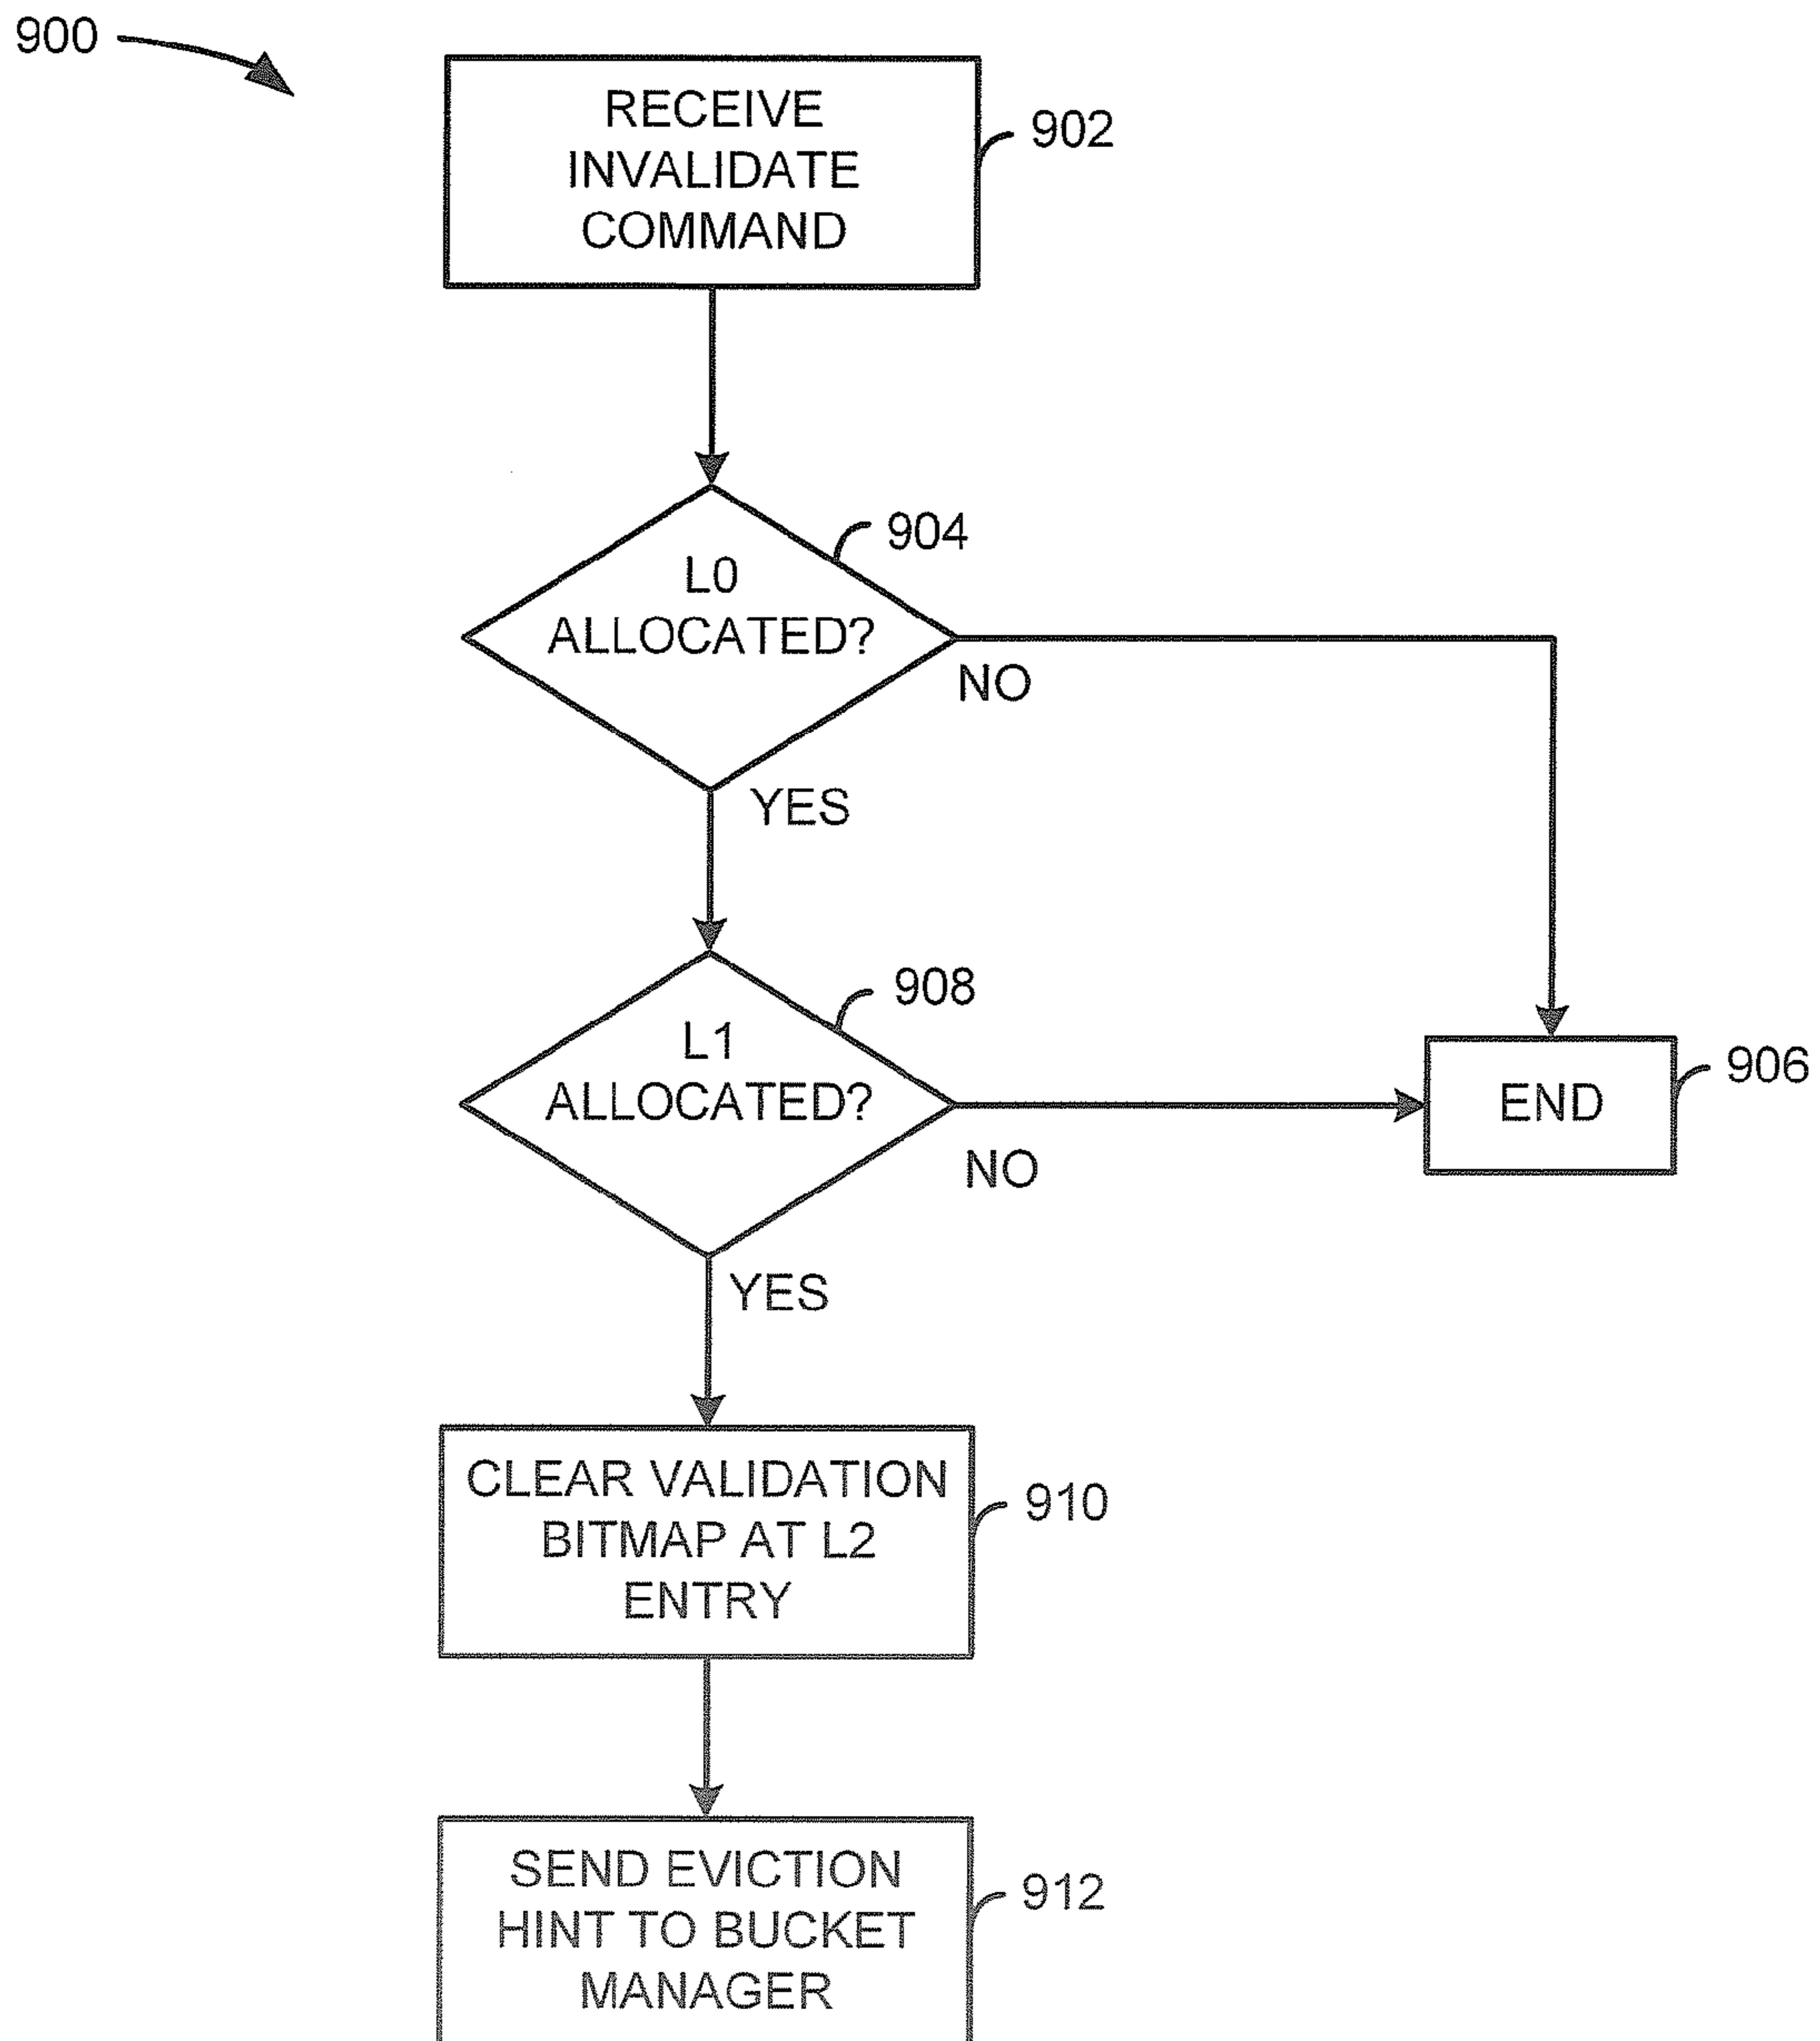 900
RECEIVE
INVALIDATE
COMMAND
902
904
L0
ALLOCATED?
NO
YES
908
L1
ALLOCATED?
NO
END
906
YES
CLEAR VALIDATION
BITMAP AT L2
ENTRY
910
SEND EVICTION
HINT TO BUCKET
MANAGER
912